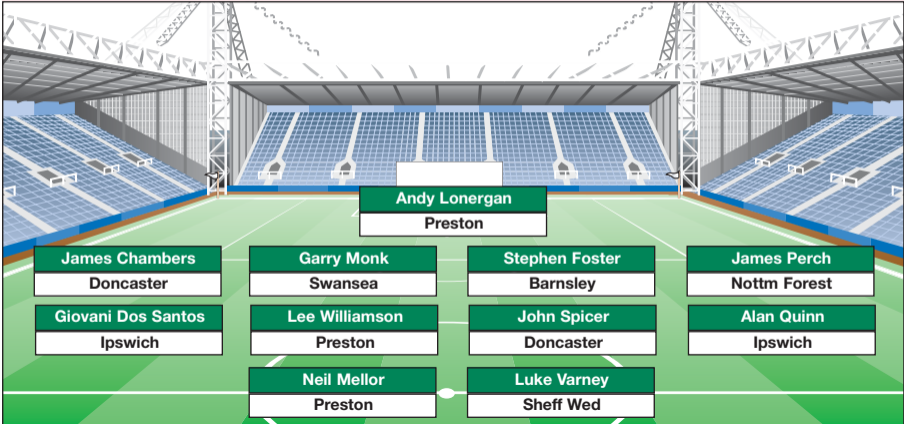 Andy Lonergan
Preston
James Chambers
Doncaster
Garry Monk
Swansea
Stephen Foster
Barnsley
James Perch
Nottm Forest
Giovani Dos Santos
Ipswich
Lee Williamson
Preston
John Spicer
Doncaster
Alan Quinn
Ipswich
Neil Mellor
Preston
Luke Varney
Sheff Wed